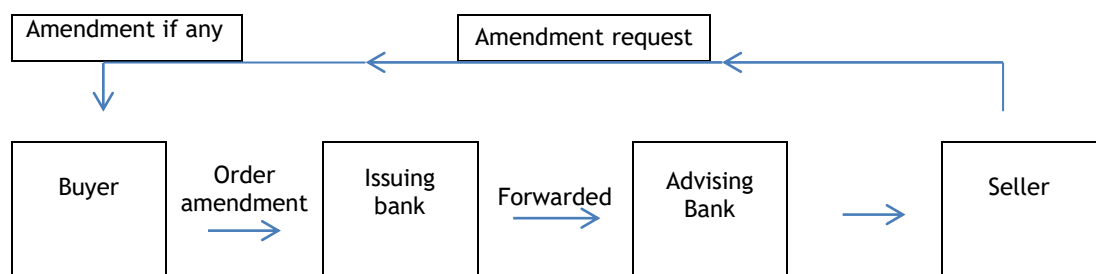 Amendment if any
Amendment request
Buyer
Order
amendment
Issuing
bank
Forwarded
Advising
Bank
Seller